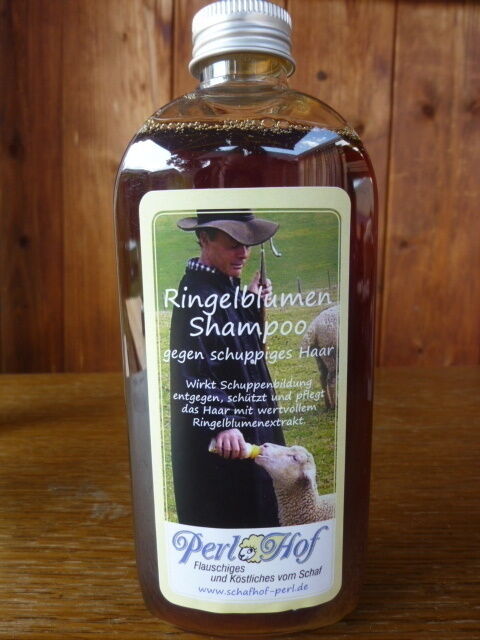 Ringelblumen
Shampoo
gegen schuppiges Haar
Wirkt Schuppenbildung
entgegen, schützt und pflegt
das Haar mit wertvollem
Ringelblumenextrakt.
Perl Hof
Flauschiges
und Köstliches vom Schaf
www.schafhof-perl.de